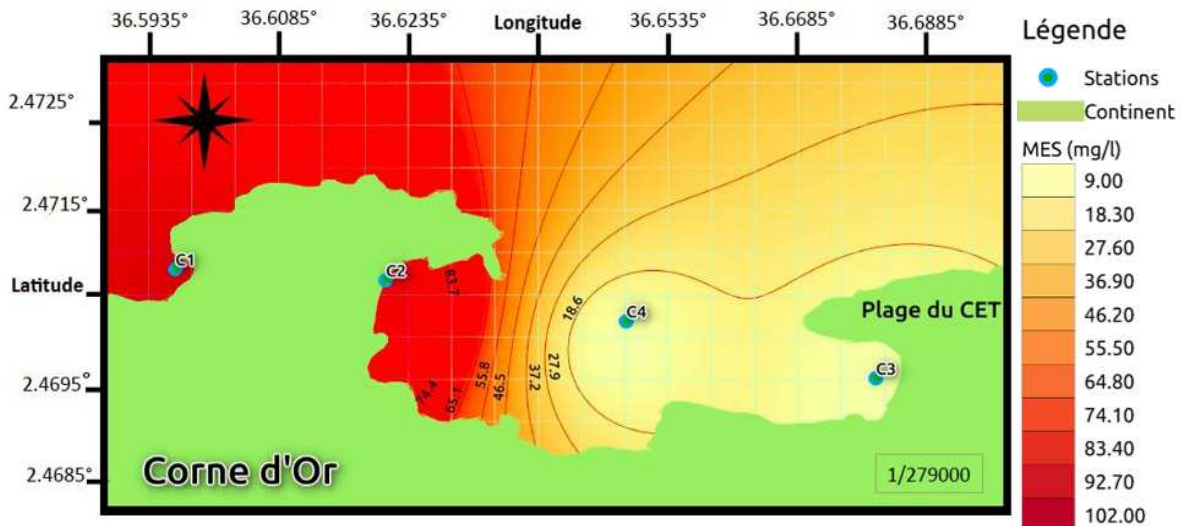 36.5935° 36.6085° 36.6235° Longitude 36.6535° 36.6685° 36.6885°
Légende
Stations
Continent
MES (mg/l)
9.00
18.30
27.60
36.90
46.20
55.50
64.80
74.10
83.40
92.70
102.00
2.4725°
2.4715°
Latitude
2.4695°
2.4685°
C1
C2
83.7
18.6
C4
Plage du CET
C3
74.4
65.1
55.8
46.5
37.2
27.9
Corne d'Or
1/279000